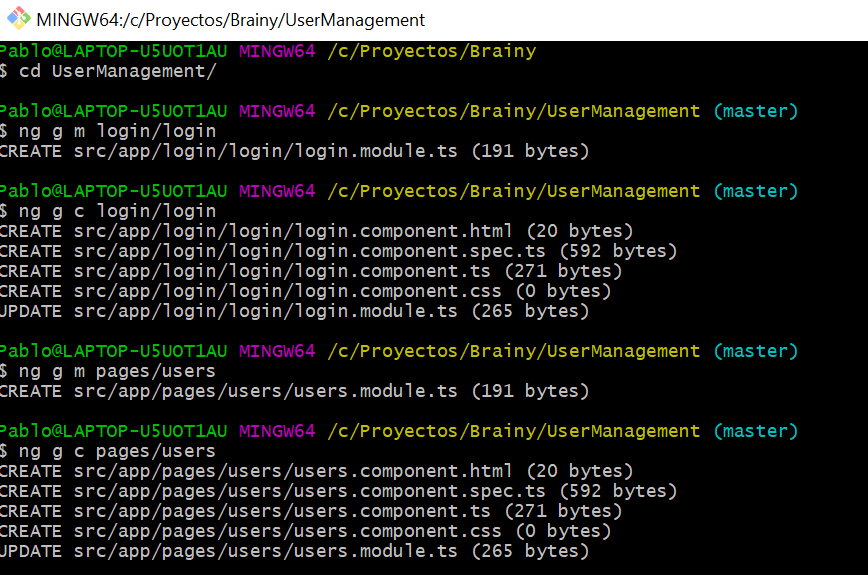 MINGW64:/c/Proyectos/Brainy/UserManagement
Pablo@LAPTOP-U5UOT1AU MINGW64 /c/Proyectos/Brainy
$ cd UserManagement/
Pablo@LAPTOP-U5UOT1AU MINGW64 /c/Proyectos/Brainy/UserManagement (master)
$ ng g m login/login
CREATE src/app/login/login/login.module.ts (191 bytes)
Pablo@LAPTOP-U5UOT1AU MINGW64 /c/Proyectos/Brainy/UserManagement (master)
$ ng g c login/login
CREATE src/app/login/login/login.component.html (20 bytes)
CREATE src/app/login/login/login.component.spec.ts (592 bytes)
CREATE src/app/login/login/login.component.ts (271 bytes)
CREATE src/app/login/login/login.component.css (0 bytes)
UPDATE src/app/login/login/login.module.ts (265 bytes)
Pablo@LAPTOP-U5UOT1AU MINGW64 /c/Proyectos/Brainy/UserManagement (master)
$ ng g m pages/users
CREATE src/app/pages/users/users.module.ts (191 bytes)
Pablo@LAPTOP-U5UOT1AU MINGW64 /c/Proyectos/Brainy/UserManagement (master)
$ ng g c pages/users
CREATE src/app/pages/users/users.component.html (20 bytes)
CREATE src/app/pages/users/users.component.spec.ts (592 bytes)
CREATE src/app/pages/users/users.component.ts (271 bytes)
CREATE src/app/pages/users/users.component.css (0 bytes)
UPDATE src/app/pages/users/users.module.ts (265 bytes)